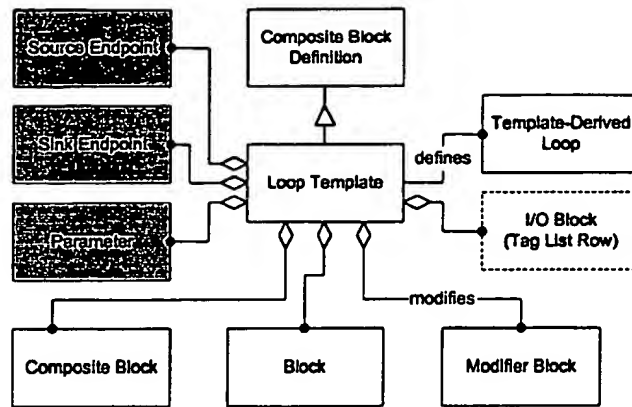 Source Endpoint
Composite Block
Definition
Sink Endpoint
Template-Derived
Loop
defines
Loop Template
Parameter
I/O Block
(Tag List Row)
modifies
Composite Block
Block
Modifier Block